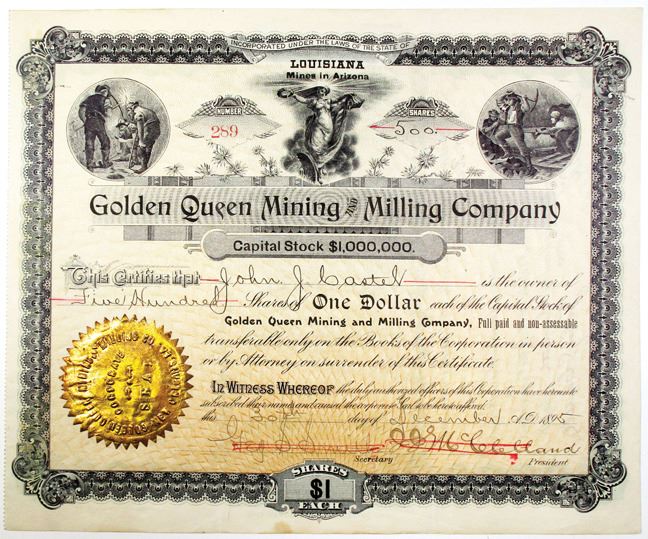 INCORPORATED UNDER THE LAWS OF THE STATE OF
LOUISIANA
Mines in Arizona
NUMBER
289
SHARES
500
Golden Queen Mining AND Milling Company
Capital Stock $1,000,000.
This Certifies that John J. Castel is the owner of
Five Hundred Shares of One Dollar each of the Capital Stock of
Golden Queen Mining and Milling Company, Full paid and non-assessable
transferable only on the Books of the Corporation in person
or by Attorney on surrender of this Certificate.
IN WITNESS WHEREOF the duly authorized officers of this Corporation have hereunto
subscribed their names and caused the corporate Seal to be hereto affixed.
this day of December A.D. 1895
McClelland
Secretary
President
SEAL
SHARES
$1
EACH